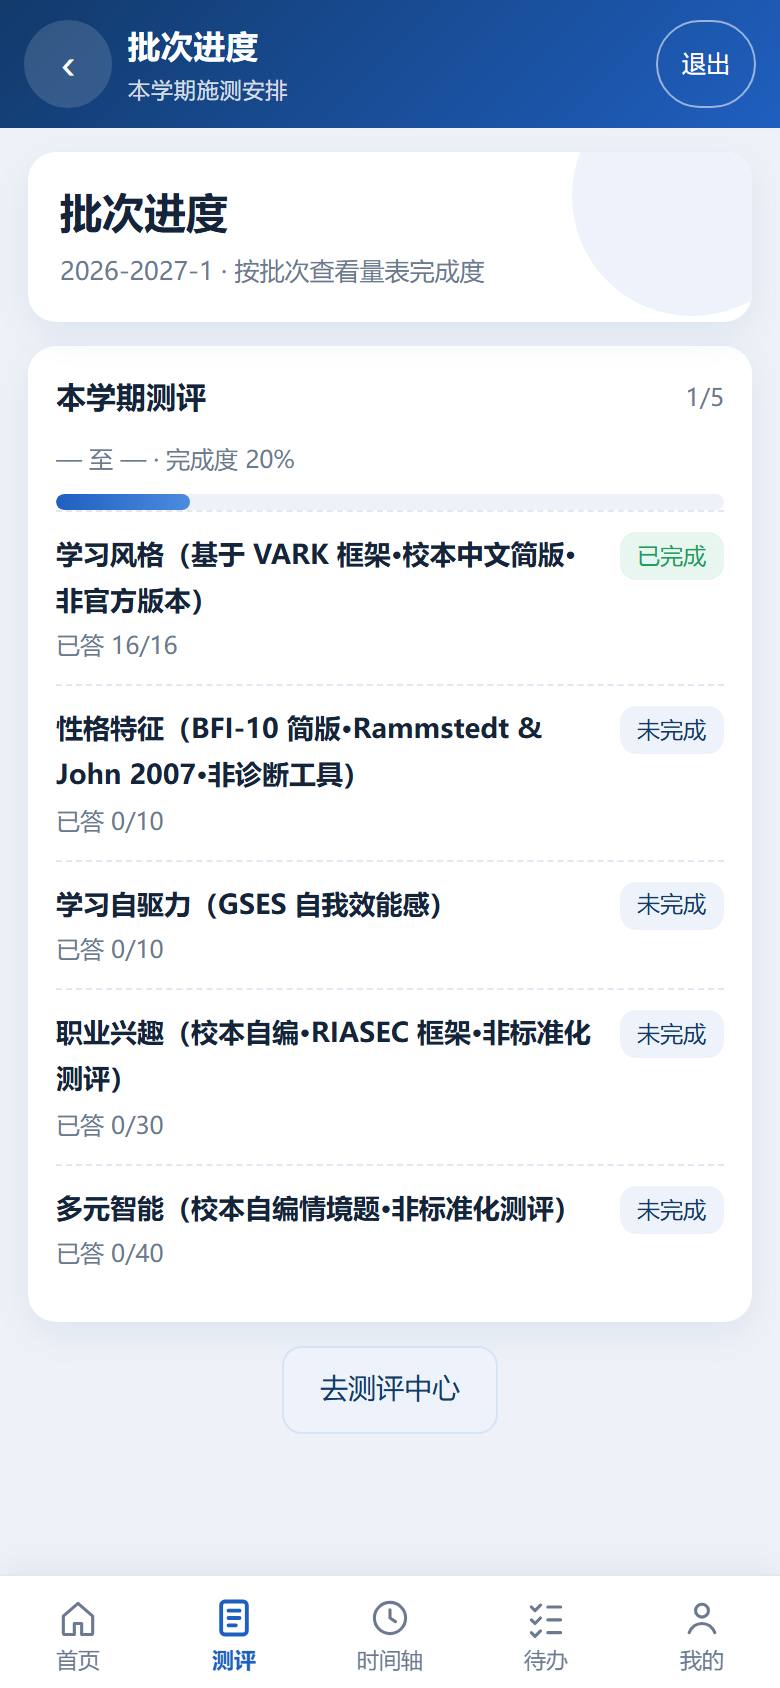 批次进度
本学期施测安排
退出
批次进度
2026-2027-1 · 按批次查看量表完成度
本学期测评
1/5
— 至 — · 完成度 20%
学习风格（基于 VARK 框架•校本中文简版•
非官方版本）
已完成
已答 16/16
性格特征（BFI-10 简版•Rammstedt &
John 2007•非诊断工具）
未完成
已答 0/10
学习自驱力（GSES 自我效能感）
未完成
已答 0/10
职业兴趣（校本自编•RIASEC 框架•非标准化
测评）
未完成
已答 0/30
多元智能（校本自编情境题•非标准化测评）
未完成
已答 0/40
去测评中心
首页
测评
时间轴
待办
我的